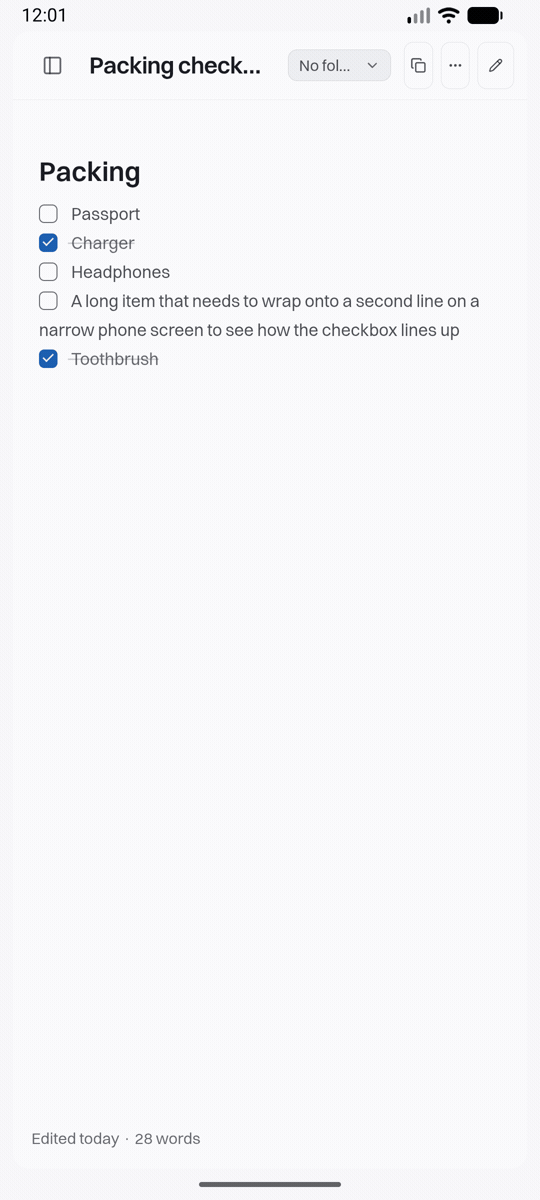 12:01
Packing check...
No fol...
Packing
Passport
Charger
Headphones
A long item that needs to wrap onto a second line on a
narrow phone screen to see how the checkbox lines up
Toothbrush
Edited today · 28 words